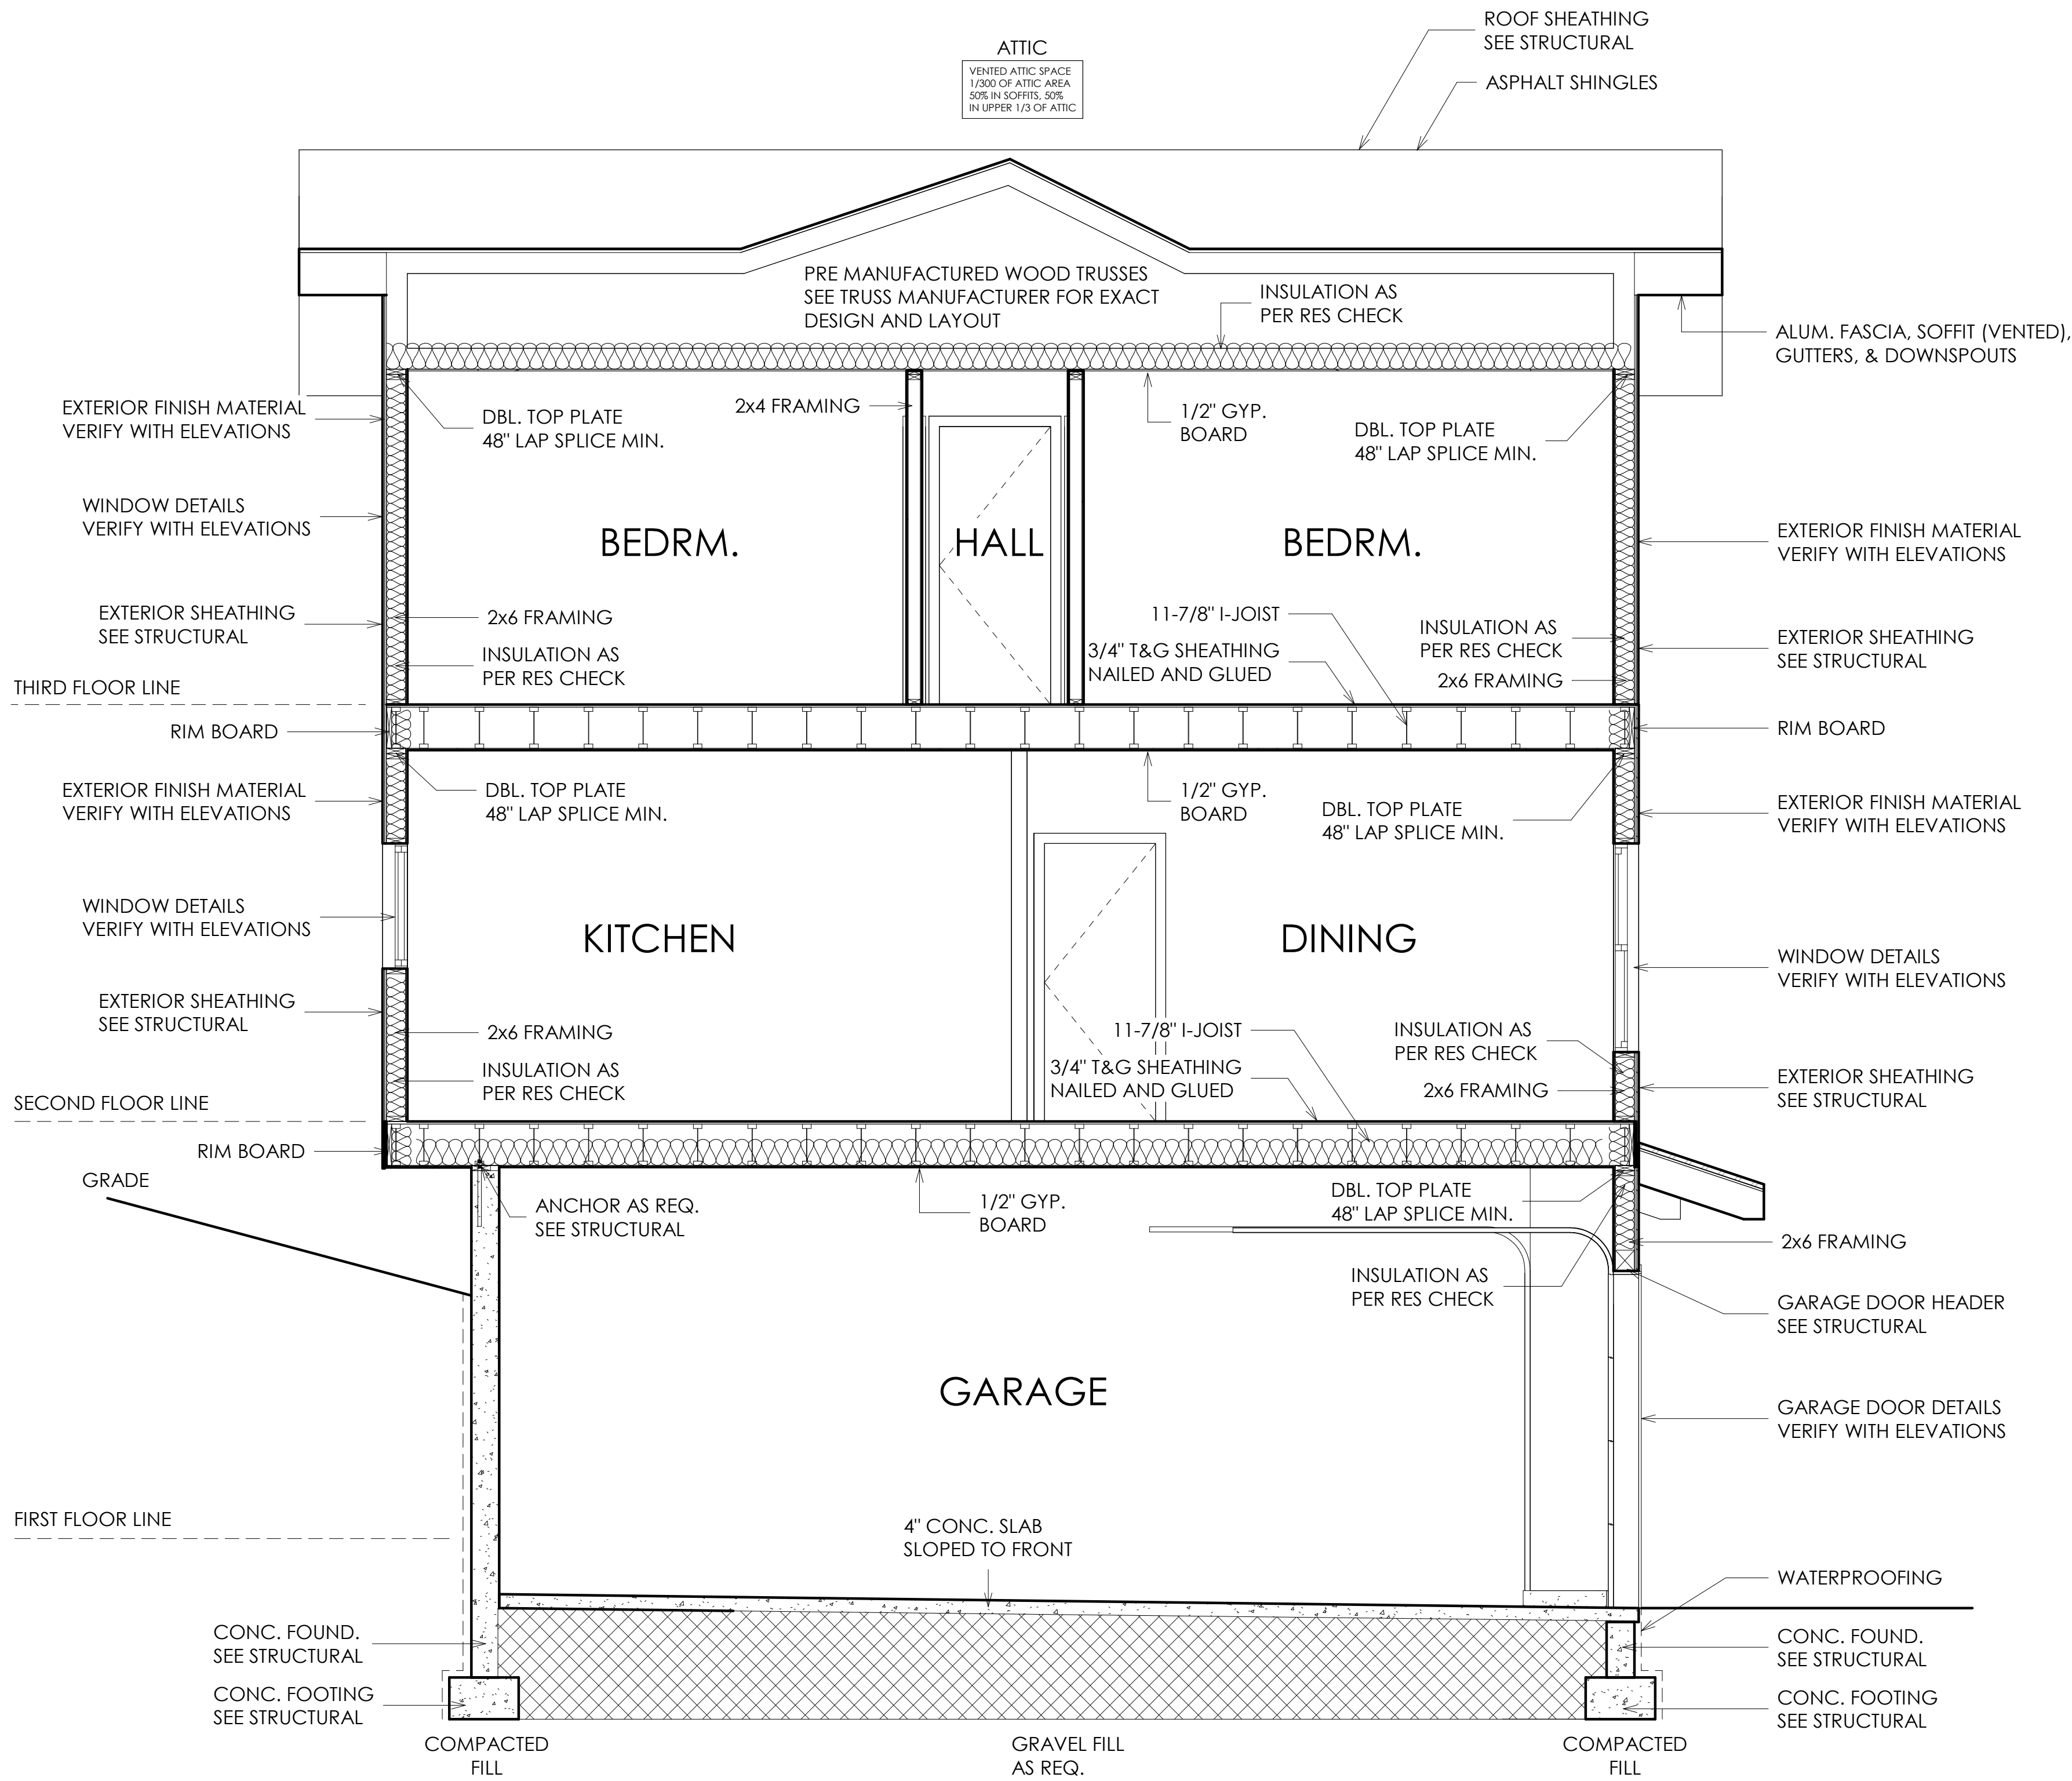 ROOF SHEATHING
SEE STRUCTURAL
ATTIC
VENTED ATTIC SPACE
1/300 OF ATTIC AREA
50% IN SOFFITS, 50%
IN UPPER 1/3 OF ATTIC
ASPHALT SHINGLES
PRE MANUFACTURED WOOD TRUSSES
SEE TRUSS MANUFACTURER FOR EXACT
DESIGN AND LAYOUT
INSULATION AS
PER RES CHECK
ALUM. FASCIA, SOFFIT (VENTED),
GUTTERS, & DOWNSPOUTS
EXTERIOR FINISH MATERIAL
VERIFY WITH ELEVATIONS
DBL. TOP PLATE
48" LAP SPLICE MIN.
2x4 FRAMING
1/2" GYP.
BOARD
DBL. TOP PLATE
48" LAP SPLICE MIN.
WINDOW DETAILS
VERIFY WITH ELEVATIONS
BEDRM.
HALL
BEDRM.
EXTERIOR FINISH MATERIAL
VERIFY WITH ELEVATIONS
EXTERIOR SHEATHING
SEE STRUCTURAL
2x6 FRAMING
INSULATION AS
PER RES CHECK
11-7/8" I-JOIST
3/4" T&G SHEATHING
NAILED AND GLUED
INSULATION AS
PER RES CHECK
2x6 FRAMING
EXTERIOR SHEATHING
SEE STRUCTURAL
THIRD FLOOR LINE
RIM BOARD
RIM BOARD
EXTERIOR FINISH MATERIAL
VERIFY WITH ELEVATIONS
DBL. TOP PLATE
48" LAP SPLICE MIN.
1/2" GYP.
BOARD
DBL. TOP PLATE
48" LAP SPLICE MIN.
EXTERIOR FINISH MATERIAL
VERIFY WITH ELEVATIONS
WINDOW DETAILS
VERIFY WITH ELEVATIONS
KITCHEN
DINING
WINDOW DETAILS
VERIFY WITH ELEVATIONS
EXTERIOR SHEATHING
SEE STRUCTURAL
2x6 FRAMING
INSULATION AS
PER RES CHECK
11-7/8" I-JOIST
3/4" T&G SHEATHING
NAILED AND GLUED
INSULATION AS
PER RES CHECK
2x6 FRAMING
EXTERIOR SHEATHING
SEE STRUCTURAL
SECOND FLOOR LINE
RIM BOARD
GRADE
ANCHOR AS REQ.
SEE STRUCTURAL
1/2" GYP.
BOARD
DBL. TOP PLATE
48" LAP SPLICE MIN.
2x6 FRAMING
INSULATION AS
PER RES CHECK
GARAGE DOOR HEADER
SEE STRUCTURAL
GARAGE
GARAGE DOOR DETAILS
VERIFY WITH ELEVATIONS
FIRST FLOOR LINE
4" CONC. SLAB
SLOPED TO FRONT
WATERPROOFING
CONC. FOUND.
SEE STRUCTURAL
CONC. FOUND.
SEE STRUCTURAL
CONC. FOOTING
SEE STRUCTURAL
CONC. FOOTING
SEE STRUCTURAL
COMPACTED
FILL
GRAVEL FILL
AS REQ.
COMPACTED
FILL